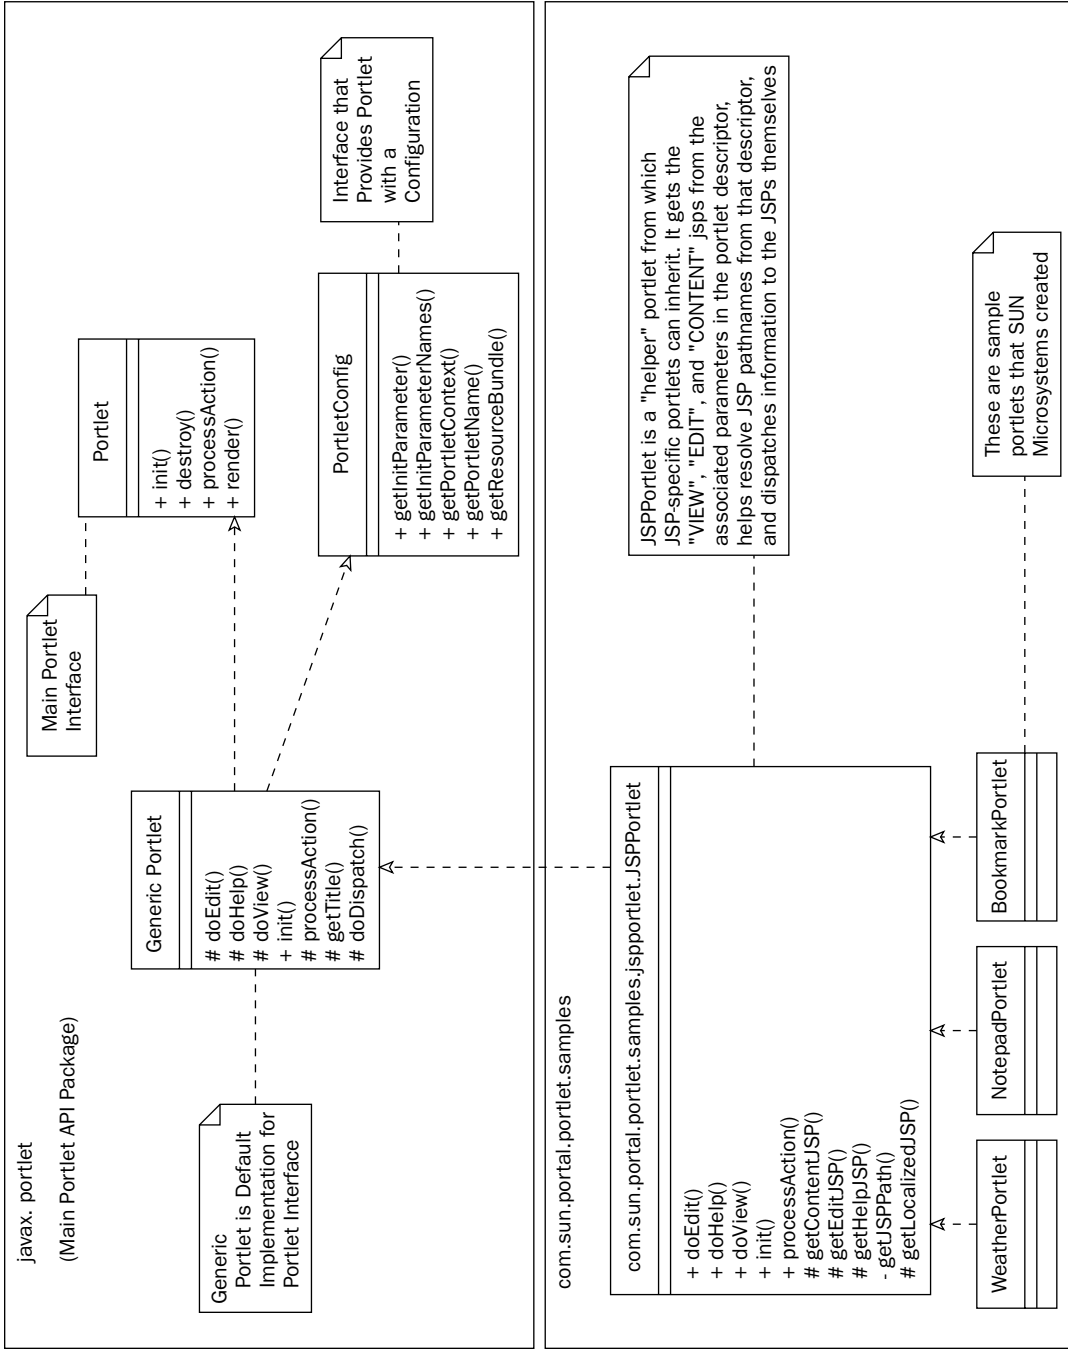 javax. portlet
(Main Portlet API Package)
Generic
Portlet is Default
Implementation for
Portlet Interface
Generic Portlet
# doEdit()
# doHelp()
# doView()
+ init()
# processAction()
# getTitle()
# doDispatch()
Main Portlet
Interface
Portlet
+ init()
+ destroy()
+ processAction()
+ render()
PortletConfig
+ getInitParameter()
+ getInitParameterNames()
+ getPortletContext()
+ getPortletName()
+ getResourceBundle()
Interface that
Provides Portlet
with a
Configuration
com.sun.portal.portlet.samples
com.sun.portal.portlet.samples.jspportlet.JSPPortlet
+ doEdit()
+ doHelp()
+ doView()
+ init()
+ processAction()
# getContentJSP()
# getEditJSP()
# getHelpJSP()
- getJSPPath()
# getLocalizedJSP()
JSPPortlet is a "helper" portlet from which
JSP-specific portlets can inherit. It gets the
"VIEW", "EDIT", and "CONTENT" jsps from the
associated parameters in the portlet descriptor,
helps resolve JSP pathnames from that descriptor,
and dispatches information to the JSPs themselves
WeatherPortlet
NotepadPortlet
BookmarkPortlet
These are sample
portlets that SUN
Microsystems created